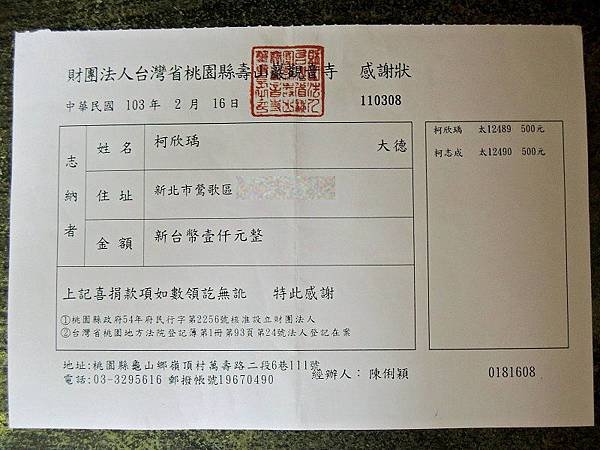 財團法人台灣省桃園縣壽山巖觀音寺 感謝狀
中華民國 103年 2月 16日
110308
志納者
姓名 柯欣瑀 大德
住址 新北市鶯歌區
金額 新台幣壹仟元整
上記喜捐款項如數領訖無訛 特此感謝
①桃園縣政府54年府民行字第2256號核准設立財團法人
②台灣省桃園地方法院登記簿第1冊第93頁第24號法人登記在案
柯欣瑀 太12489 500元
柯志成 太12490 500元
地址:桃園縣龜山鄉嶺頂村萬壽路二段6巷111號
電話:03-3295616 郵撥帳號19670490
經辦人: 陳俐穎
0181608